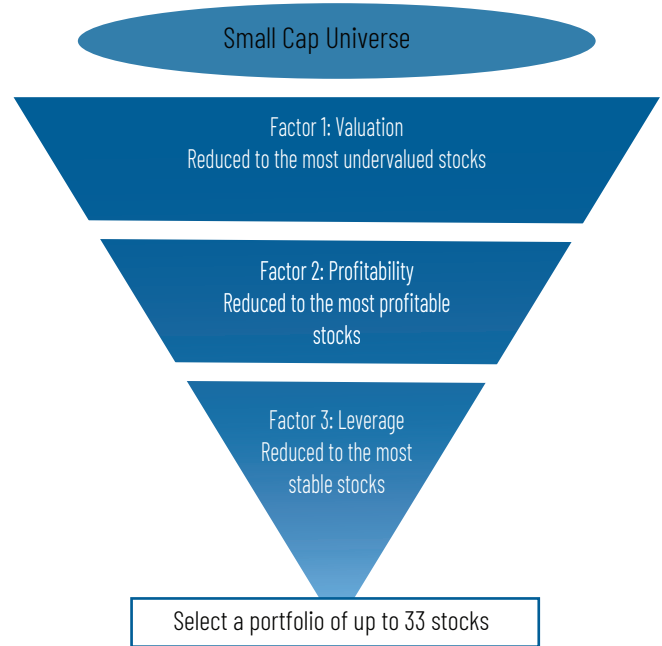 Small Cap Universe
Factor 1: Valuation
Reduced to the most undervalued stocks
Factor 2: Profitability
Reduced to the most profitable
stocks
Factor 3: Leverage
Reduced to the most
stable stocks
Select a portfolio of up to 33 stocks